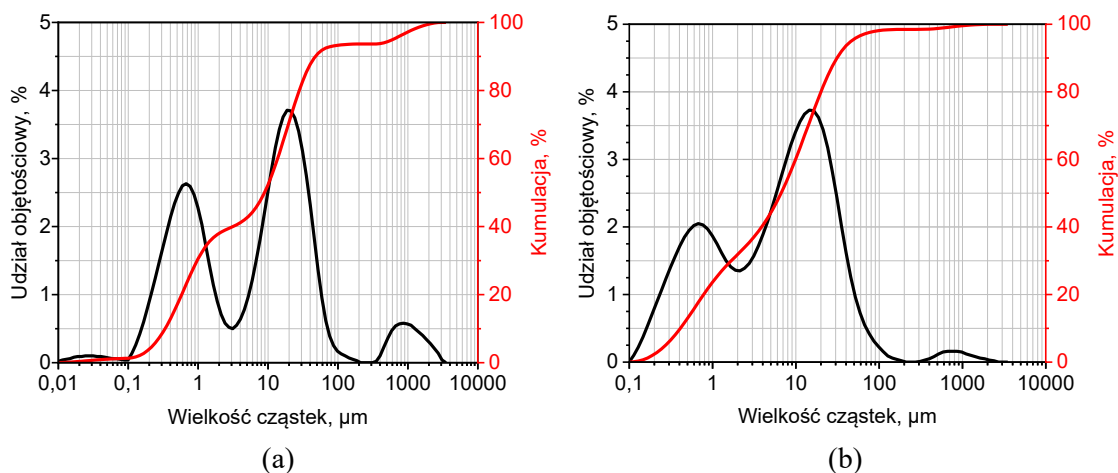 5
4
3
2
1
0
Udział objętościowy, %
100
80
60
40
20
0
Kumulacja, %
0,01 0,1 1 10 100 1000 10000
Wielkość cząstek, µm
(a)
5
4
3
2
1
0
Udział objętościowy, %
100
80
60
40
20
0
Kumulacja, %
0,1 1 10 100 1000 10000
Wielkość cząstek, µm
(b)